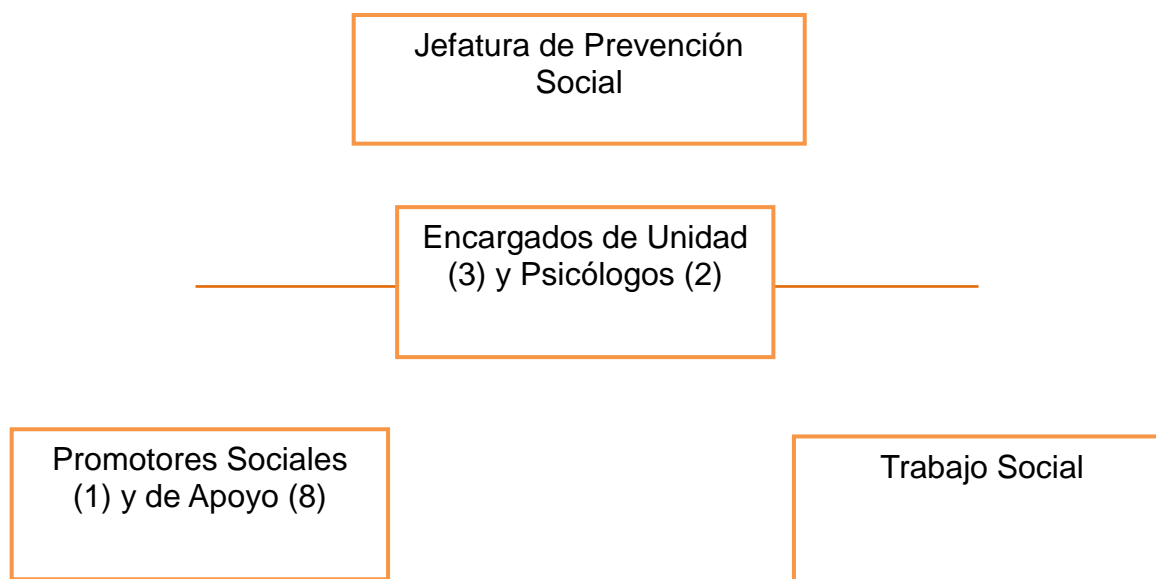 Jefatura de Prevención
Social
Encargados de Unidad
(3) y Psicólogos (2)
Promotores Sociales
(1) y de Apoyo (8)
Trabajo Social